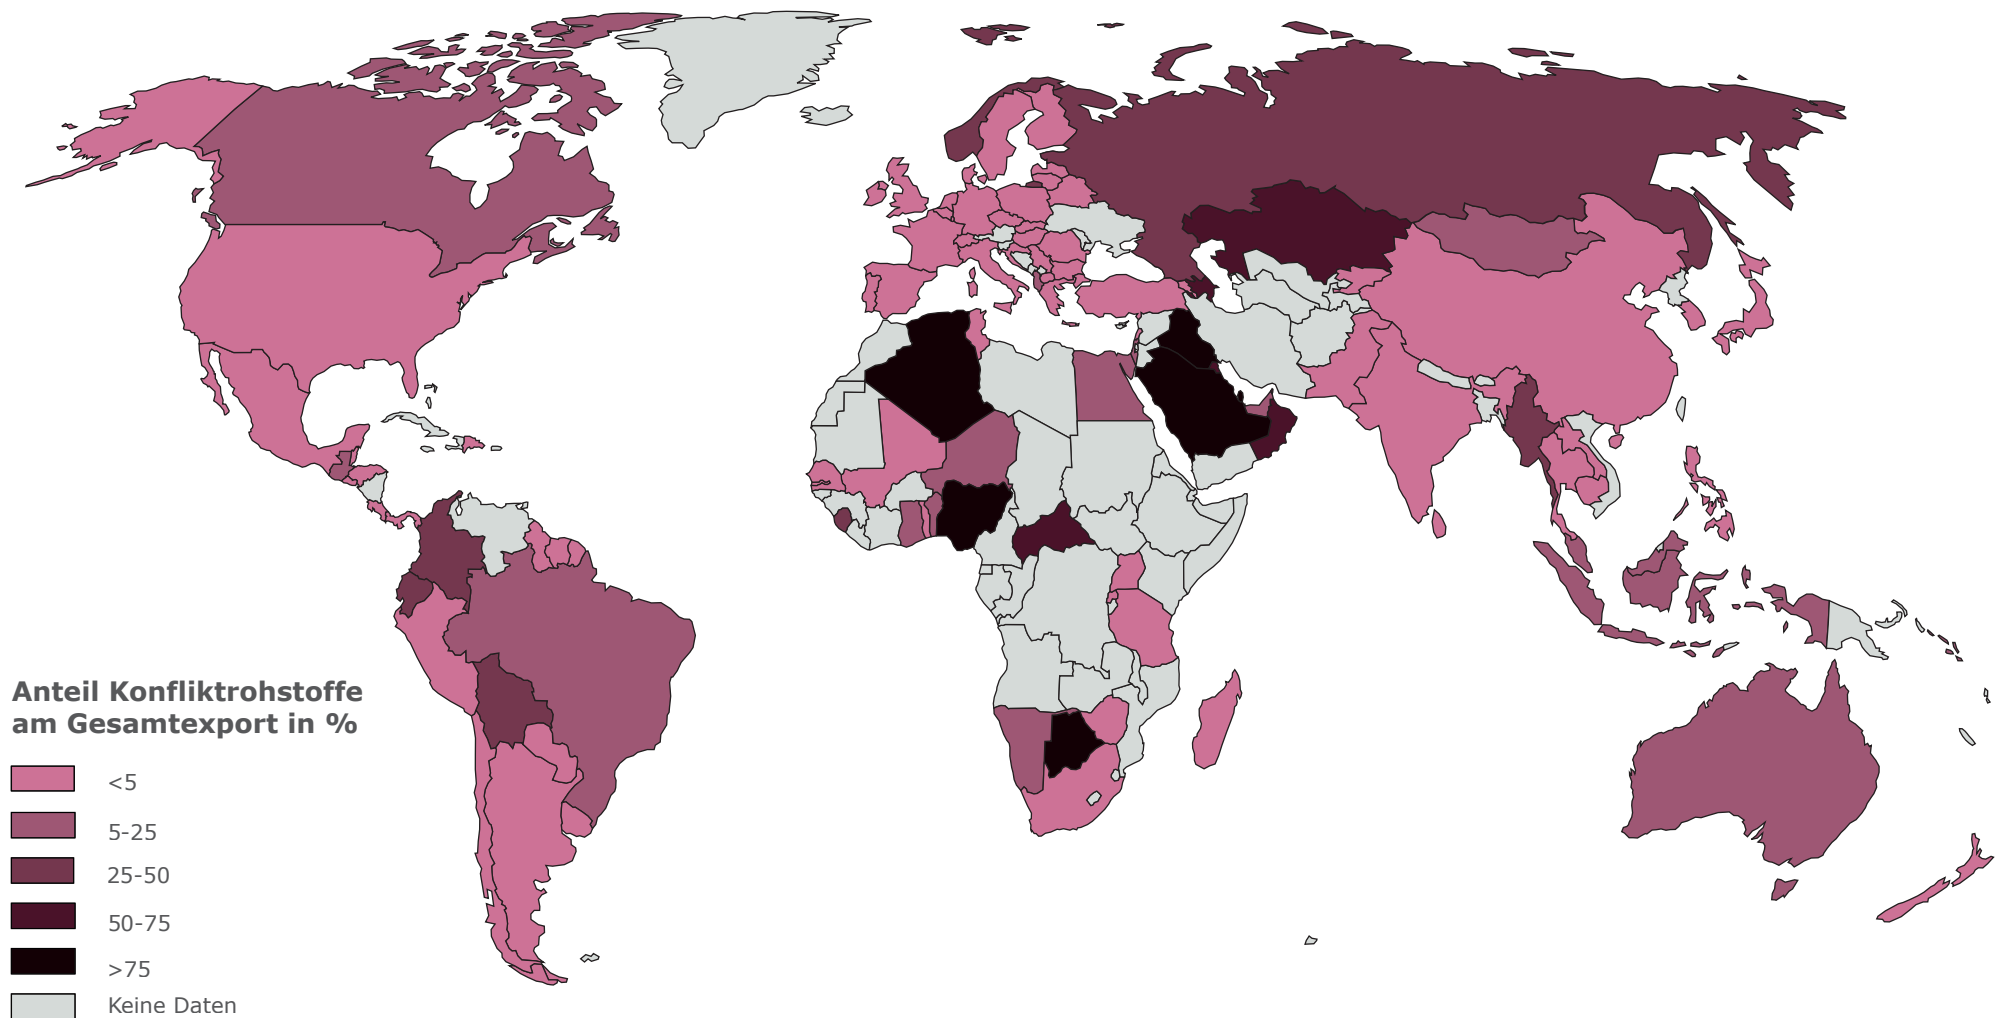 Anteil Konfliktrohstoffe
am Gesamtexport in %
<5
5-25
25-50
50-75
>75
Keine Daten